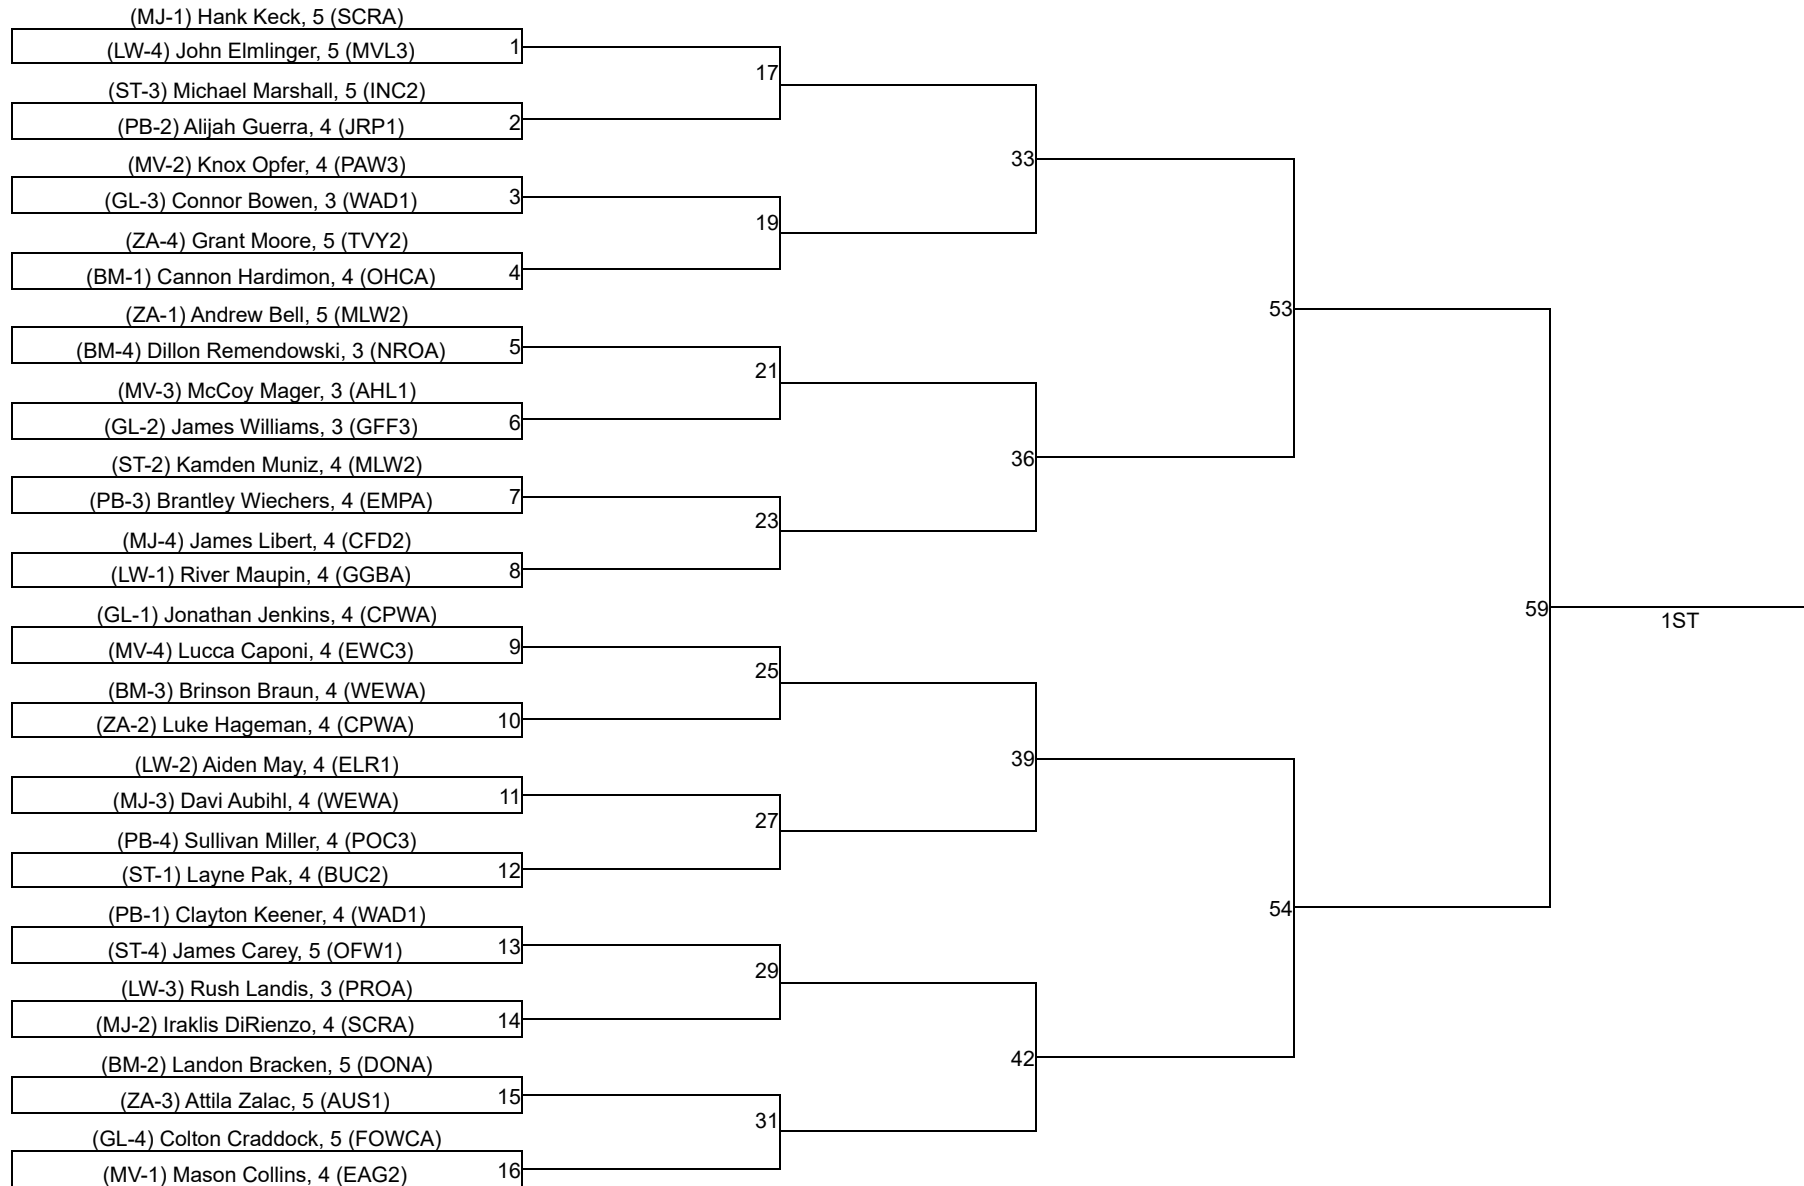 (MJ-1) Hank Keck, 5 (SCRA)
(LW-4) John Elmlinger, 5 (MVL3)
1
(ST-3) Michael Marshall, 5 (INC2)
(PB-2) Alijah Guerra, 4 (JRP1)
2
(MV-2) Knox Opfer, 4 (PAW3)
(GL-3) Connor Bowen, 3 (WAD1)
3
(ZA-4) Grant Moore, 5 (TVY2)
(BM-1) Cannon Hardimon, 4 (OHCA)
4
(ZA-1) Andrew Bell, 5 (MLW2)
(BM-4) Dillon Remendowski, 3 (NROA)
5
(MV-3) McCoy Mager, 3 (AHL1)
(GL-2) James Williams, 3 (GFF3)
6
(ST-2) Kamden Muniz, 4 (MLW2)
(PB-3) Brantley Wiechers, 4 (EMPA)
7
(MJ-4) James Libert, 4 (CFD2)
(LW-1) River Maupin, 4 (GGBA)
8
(GL-1) Jonathan Jenkins, 4 (CPWA)
(MV-4) Lucca Caponi, 4 (EWC3)
9
(BM-3) Brinson Braun, 4 (WEWA)
(ZA-2) Luke Hageman, 4 (CPWA)
10
(LW-2) Aiden May, 4 (ELR1)
(MJ-3) Davi Aubihl, 4 (WEWA)
11
(PB-4) Sullivan Miller, 4 (POC3)
(ST-1) Layne Pak, 4 (BUC2)
12
(PB-1) Clayton Keener, 4 (WAD1)
(ST-4) James Carey, 5 (OFW1)
13
(LW-3) Rush Landis, 3 (PROA)
(MJ-2) Iraklis DiRienzo, 4 (SCRA)
14
(BM-2) Landon Bracken, 5 (DONA)
(ZA-3) Attila Zalac, 5 (AUS1)
15
(GL-4) Colton Craddock, 5 (FOWCA)
(MV-1) Mason Collins, 4 (EAG2)
16
17
19
21
23
25
27
29
31
33
36
39
42
53
54
59
1ST